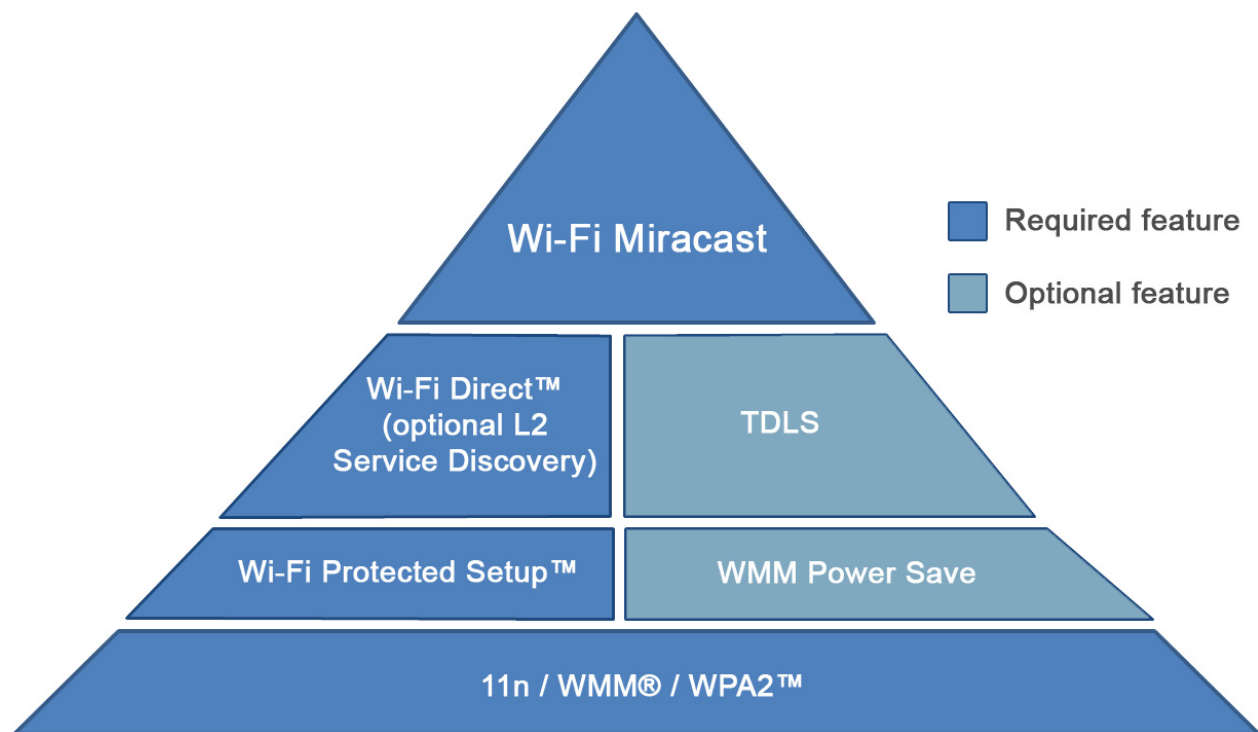 Wi-Fi Miracast
Required feature
Optional feature
Wi-Fi Direct™
(optional L2
Service Discovery)
TDLS
Wi-Fi Protected Setup™
WMM Power Save
11n / WMM® / WPA2™